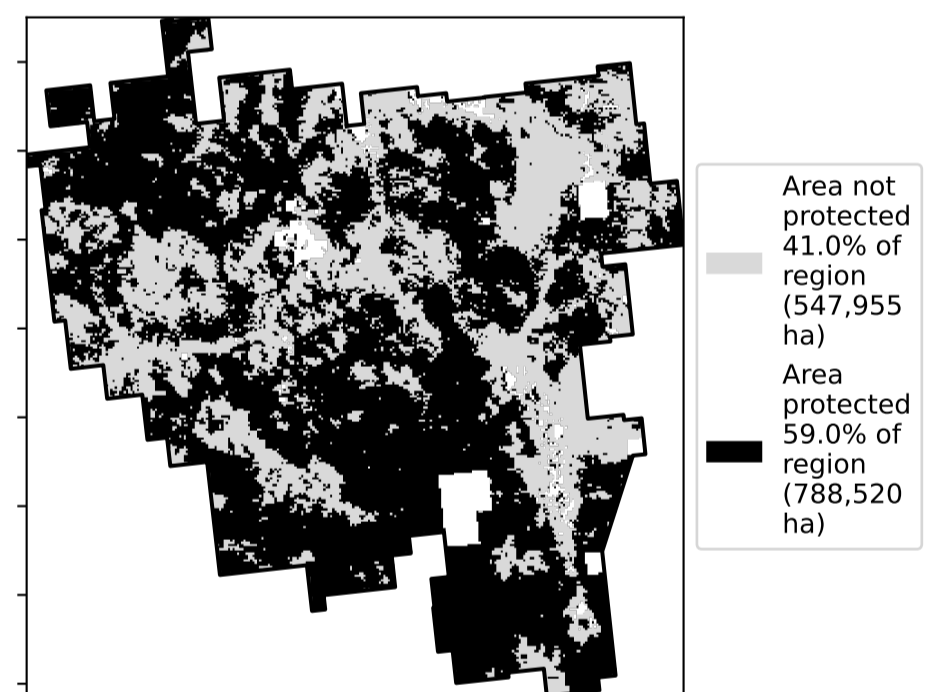 Area not
protected
41.0% of
region
(547,955
ha)
Area
protected
59.0% of
region
(788,520
ha)